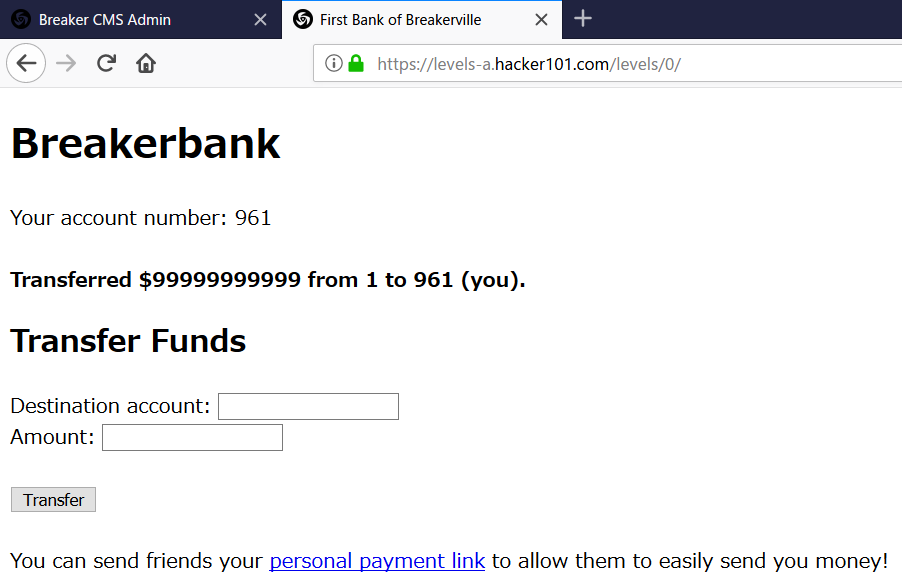 Breaker CMS Admin
First Bank of Breakerville
https://levels-a.hacker101.com/levels/0/
Breakerbank
Your account number: 961
Transferred $99999999999 from 1 to 961 (you).
Transfer Funds
Destination account:
Amount:
Transfer
You can send friends your personal payment link to allow them to easily send you money!